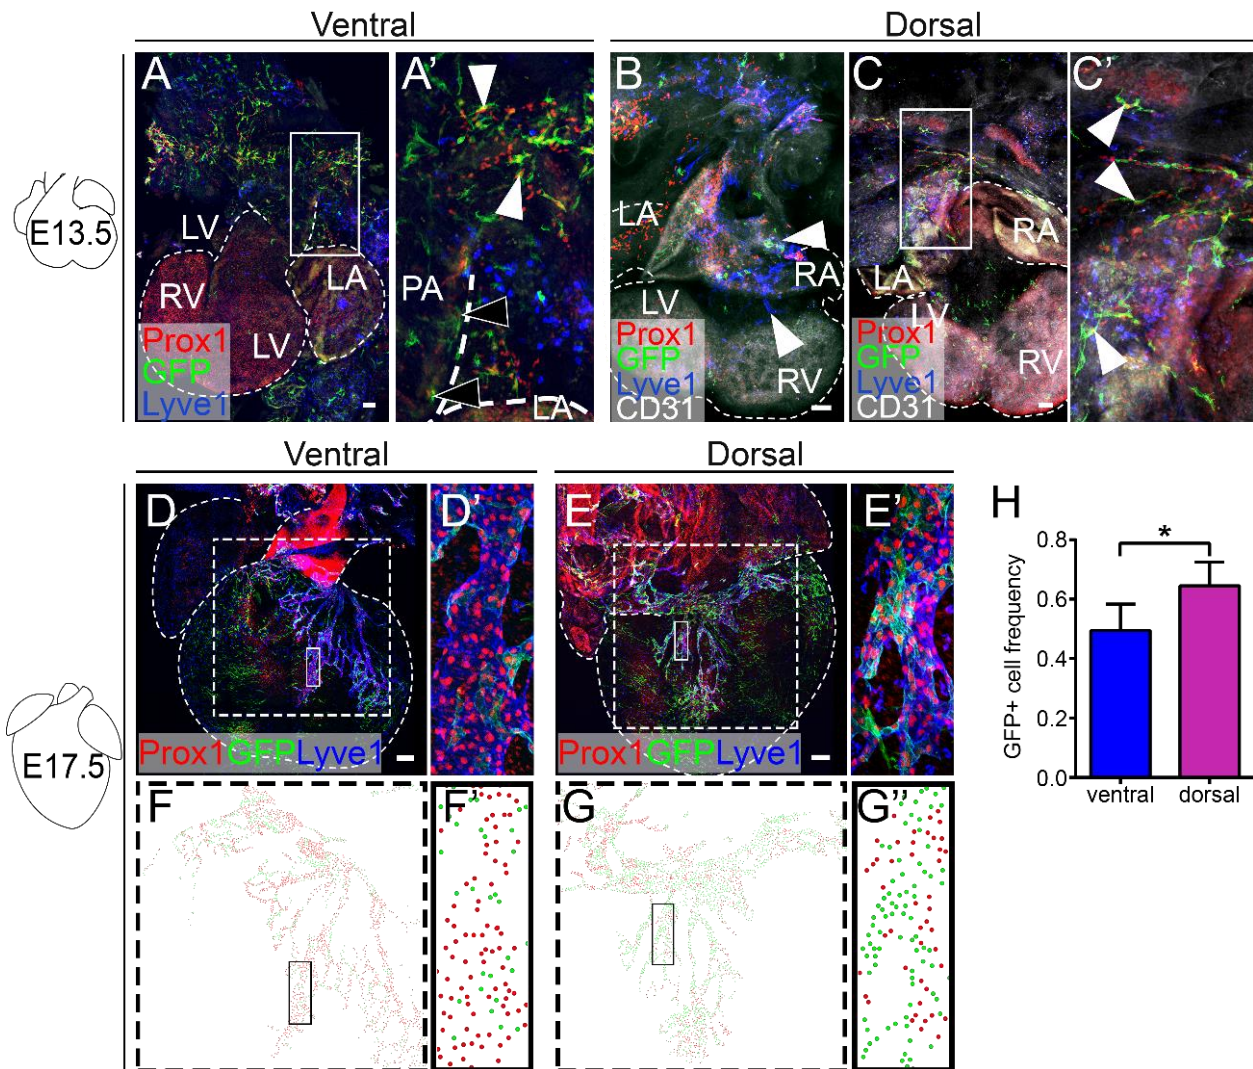 Ventral
Dorsal
E13.5
A
LV
RV
LV
LA
Prox1
GFP
Lyve1
A'
PA
LA
B
LA
LV
RA
RV
Prox1
GFP
Lyve1
CD31
C
LA
LV
RA
RV
Prox1
GFP
Lyve1
CD31
C'
Ventral
Dorsal
E17.5
D
Prox1GFPLyve1
D'
E
Prox1GFPLyve1
E'
F
F'
G
G"
H
GFP+ cell frequency
0.8
0.6
0.4
0.2
0.0
*
ventral
dorsal